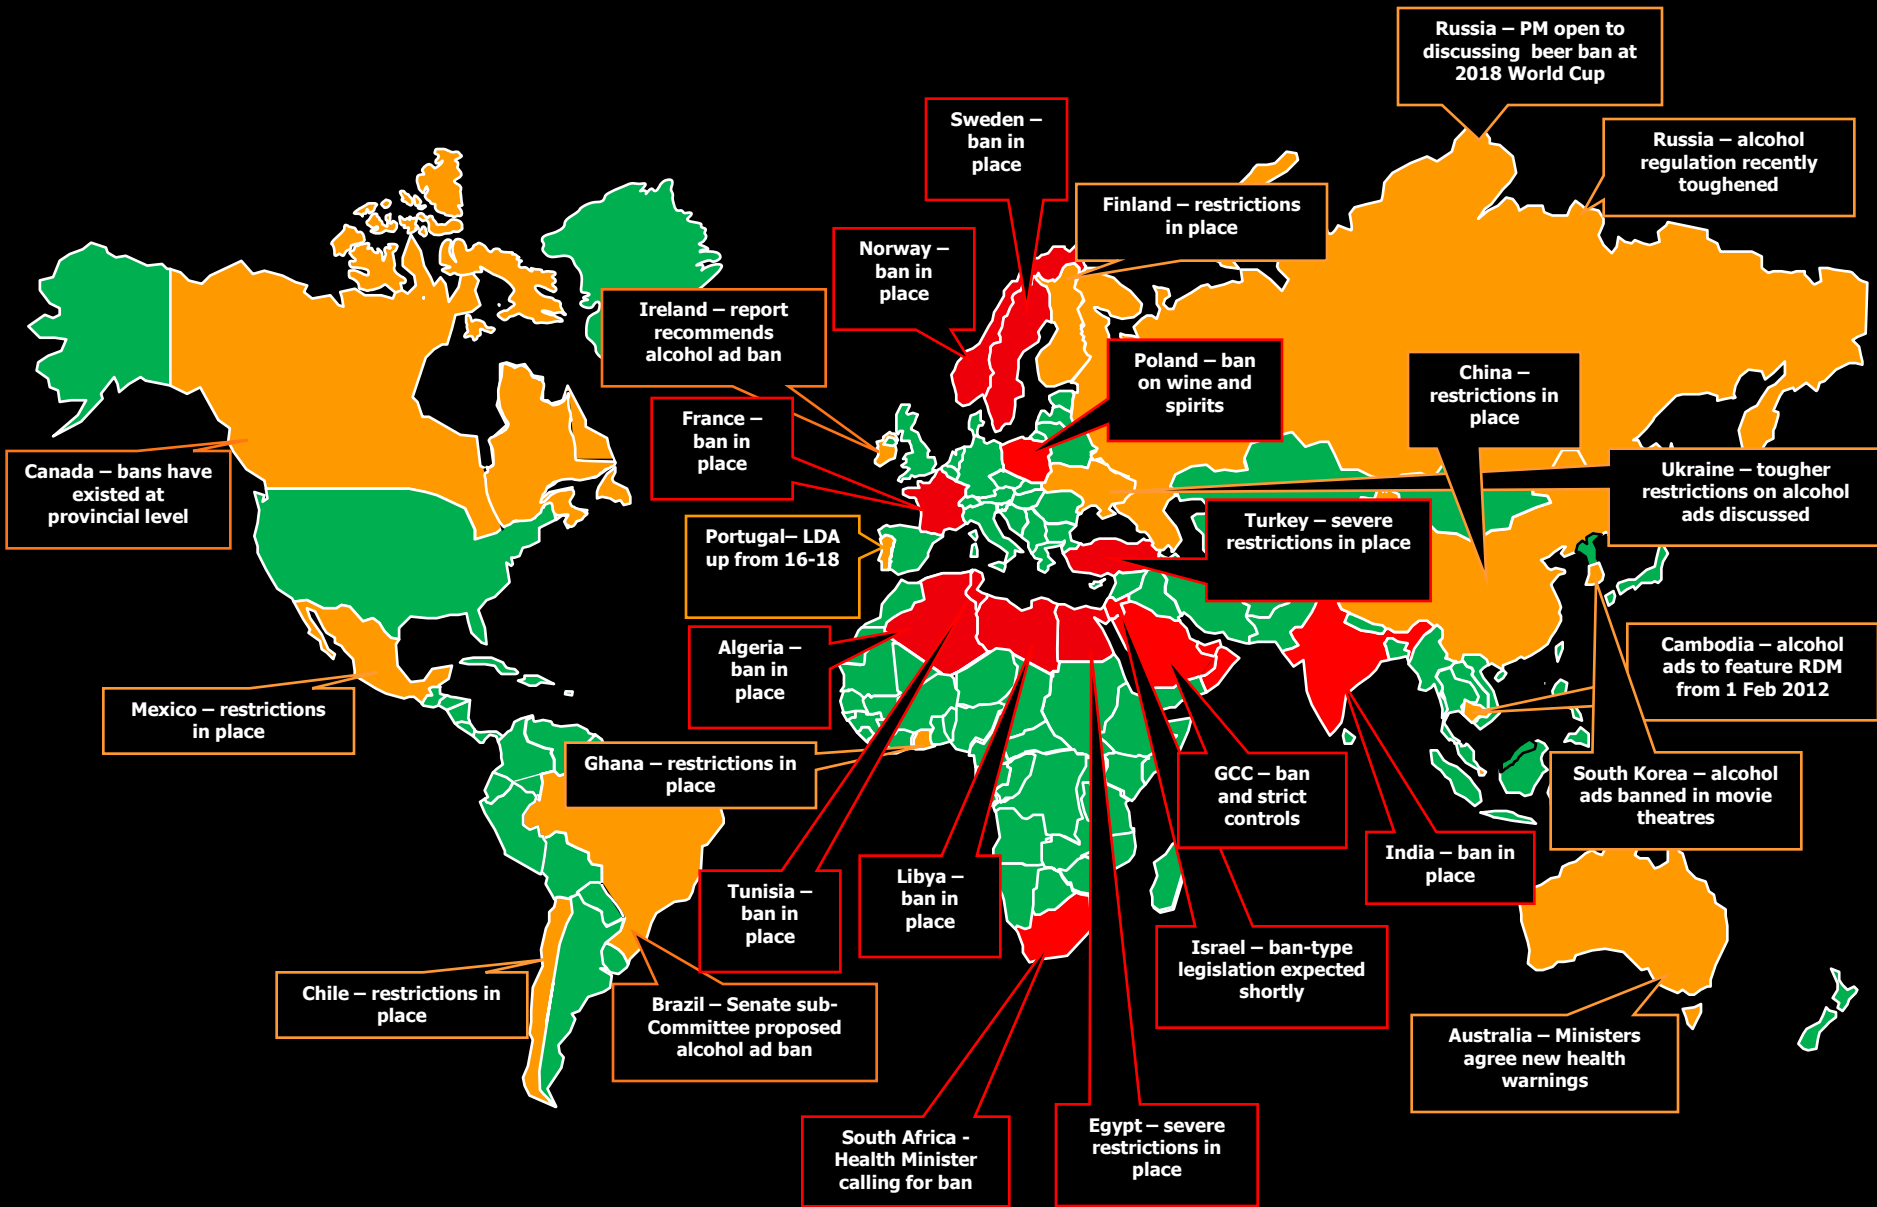 Russia – PM open to
discussing  beer ban at
2018 World Cup
Sweden –
ban in
place
Russia – alcohol
regulation recently
toughened
Finland – restrictions
in place
Norway –
ban in
place
Ireland – report
recommends
alcohol ad ban
Poland – ban
on wine and
spirits
China –
restrictions in
place
France –
ban in
place
Canada – bans have
existed at
provincial level
Ukraine – tougher
restrictions on alcohol
ads discussed
Portugal– LDA
up from 16-18
Turkey – severe
restrictions in place
Algeria –
ban in
place
Cambodia – alcohol
ads to feature RDM
from 1 Feb 2012
Mexico – restrictions
in place
Ghana – restrictions in
place
GCC – ban
and strict
controls
South Korea – alcohol
ads banned in movie
theatres
India – ban in
place
Tunisia –
ban in
place
Libya –
ban in
place
Israel – ban-type
legislation expected
shortly
Chile – restrictions in
place
Brazil – Senate sub-
Committee proposed
alcohol ad ban
Australia – Ministers
agree new health
warnings
South Africa -
Health Minister
calling for ban
Egypt – severe
restrictions in
place